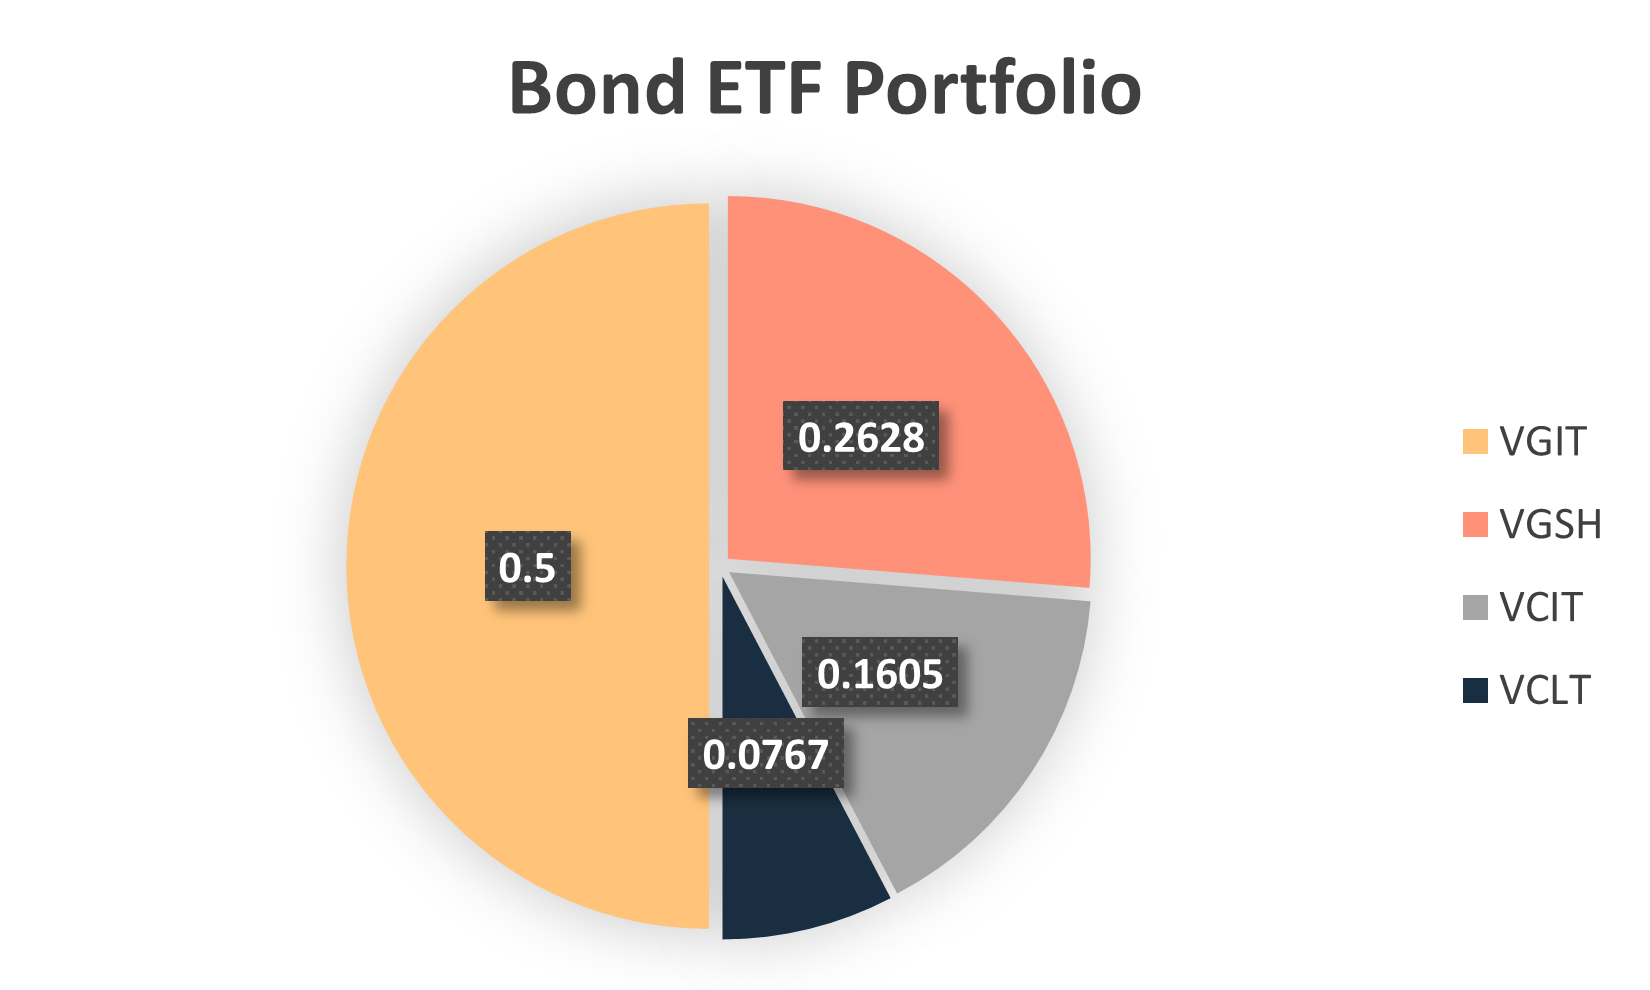 Bond ETF Portfolio
0.2628
0.5
0.1605
0.0767
VGIT
VGSH
VCIT
VCLT